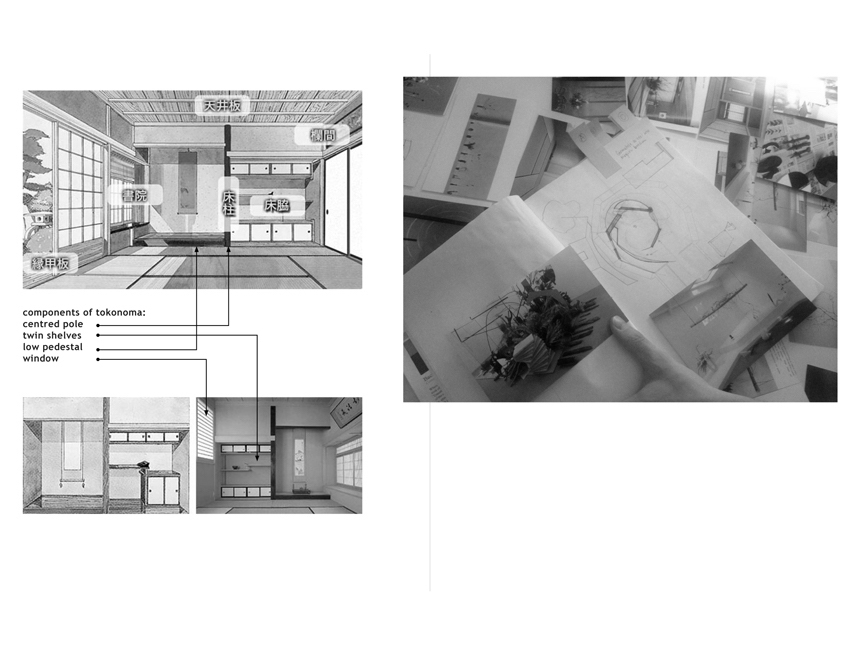 天井板
欄間
書院
床柱
床脇
縁甲板
components of tokonoma:
centred pole
twin shelves
low pedestal
window